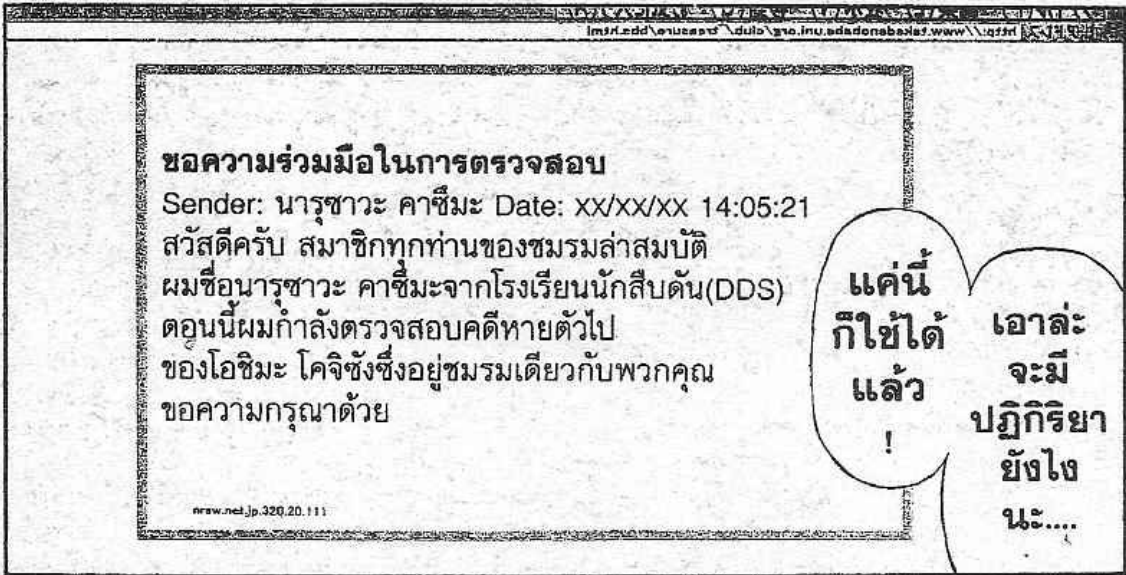 http://www.takadanobaba.uni.org/club/treasure/bbs.html
ขอความร่วมมือในการตรวจสอบ
Sender: นารุซาวะ คาซึมะ Date: xx/xx/xx 14:05:21
สวัสดีครับ สมาชิกทุกท่านของชมรมล่าสมบัติ
ผมชื่อนารุซาวะ คาซึมะจากโรงเรียนนักสืบดัน(DDS)
ตอนนี้ผมกำลังตรวจสอบคดีหายตัวไป
ของโอชิมะ โคจิซังซึ่งอยู่ชมรมเดียวกับพวกคุณ
ขอความกรุณาด้วย
แค่นี้
ก็ใช้ได้
แล้ว
!
เอาล่ะ
จะมี
ปฏิกิริยา
ยังไง
นะ....